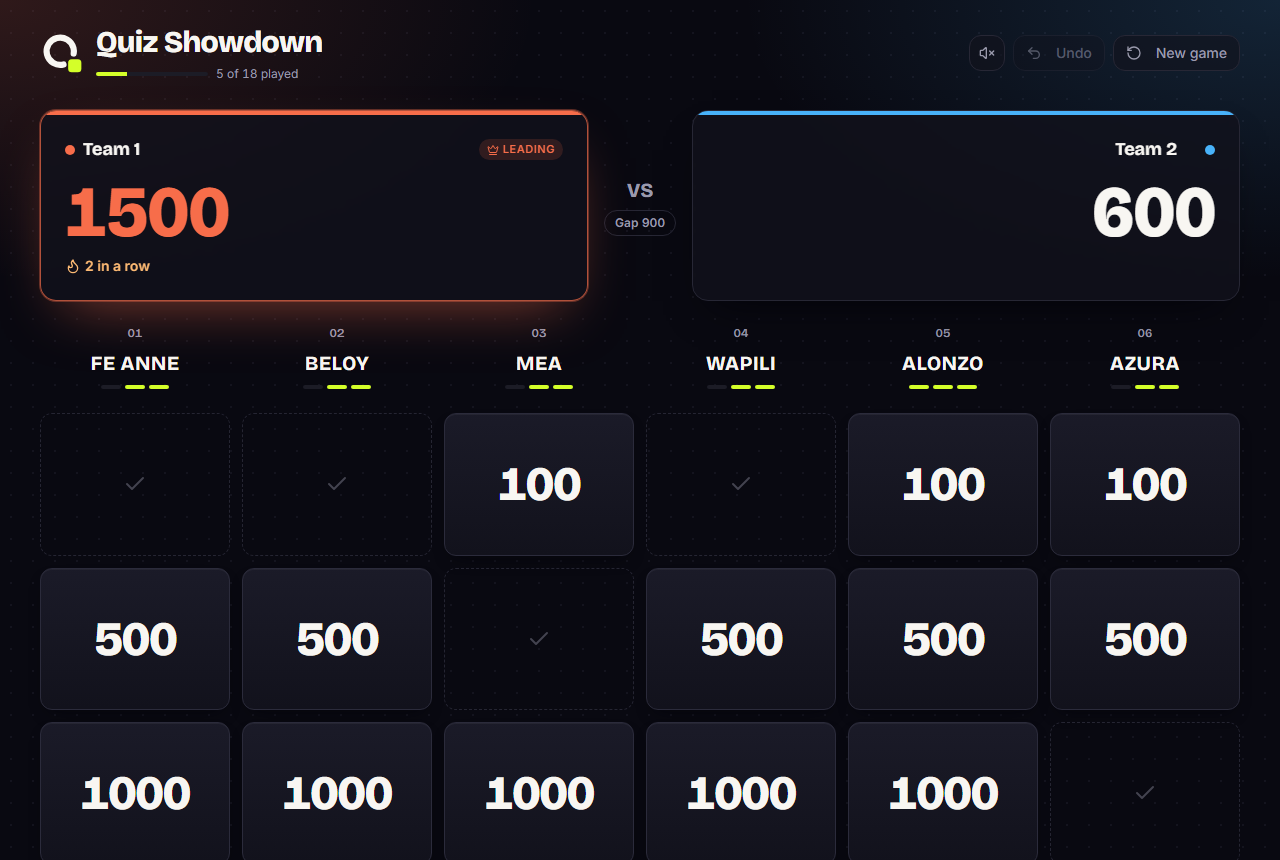 Quiz Showdown
5 of 18 played
Undo
New game
Team 1
LEADING
1500
2 in a row
VS
Gap 900
Team 2
600
01 02 03 04 05 06
FE ANNE BELOY MEA WAPILI ALONZO AZURA
100 100 100
500 500 500 500 500
1000 1000 1000 1000 1000